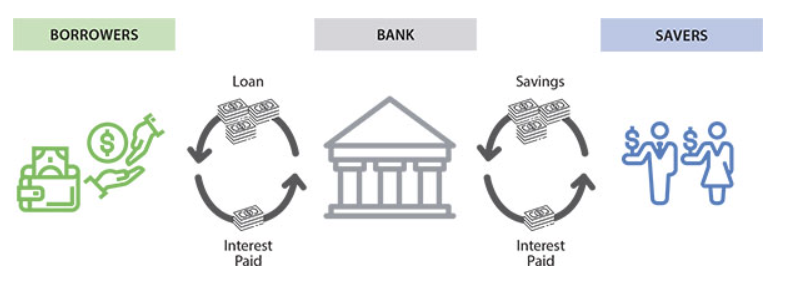 BORROWERS
BANK
SAVERS
Loan
Savings
$
$
$
Interest
Paid
Interest
Paid